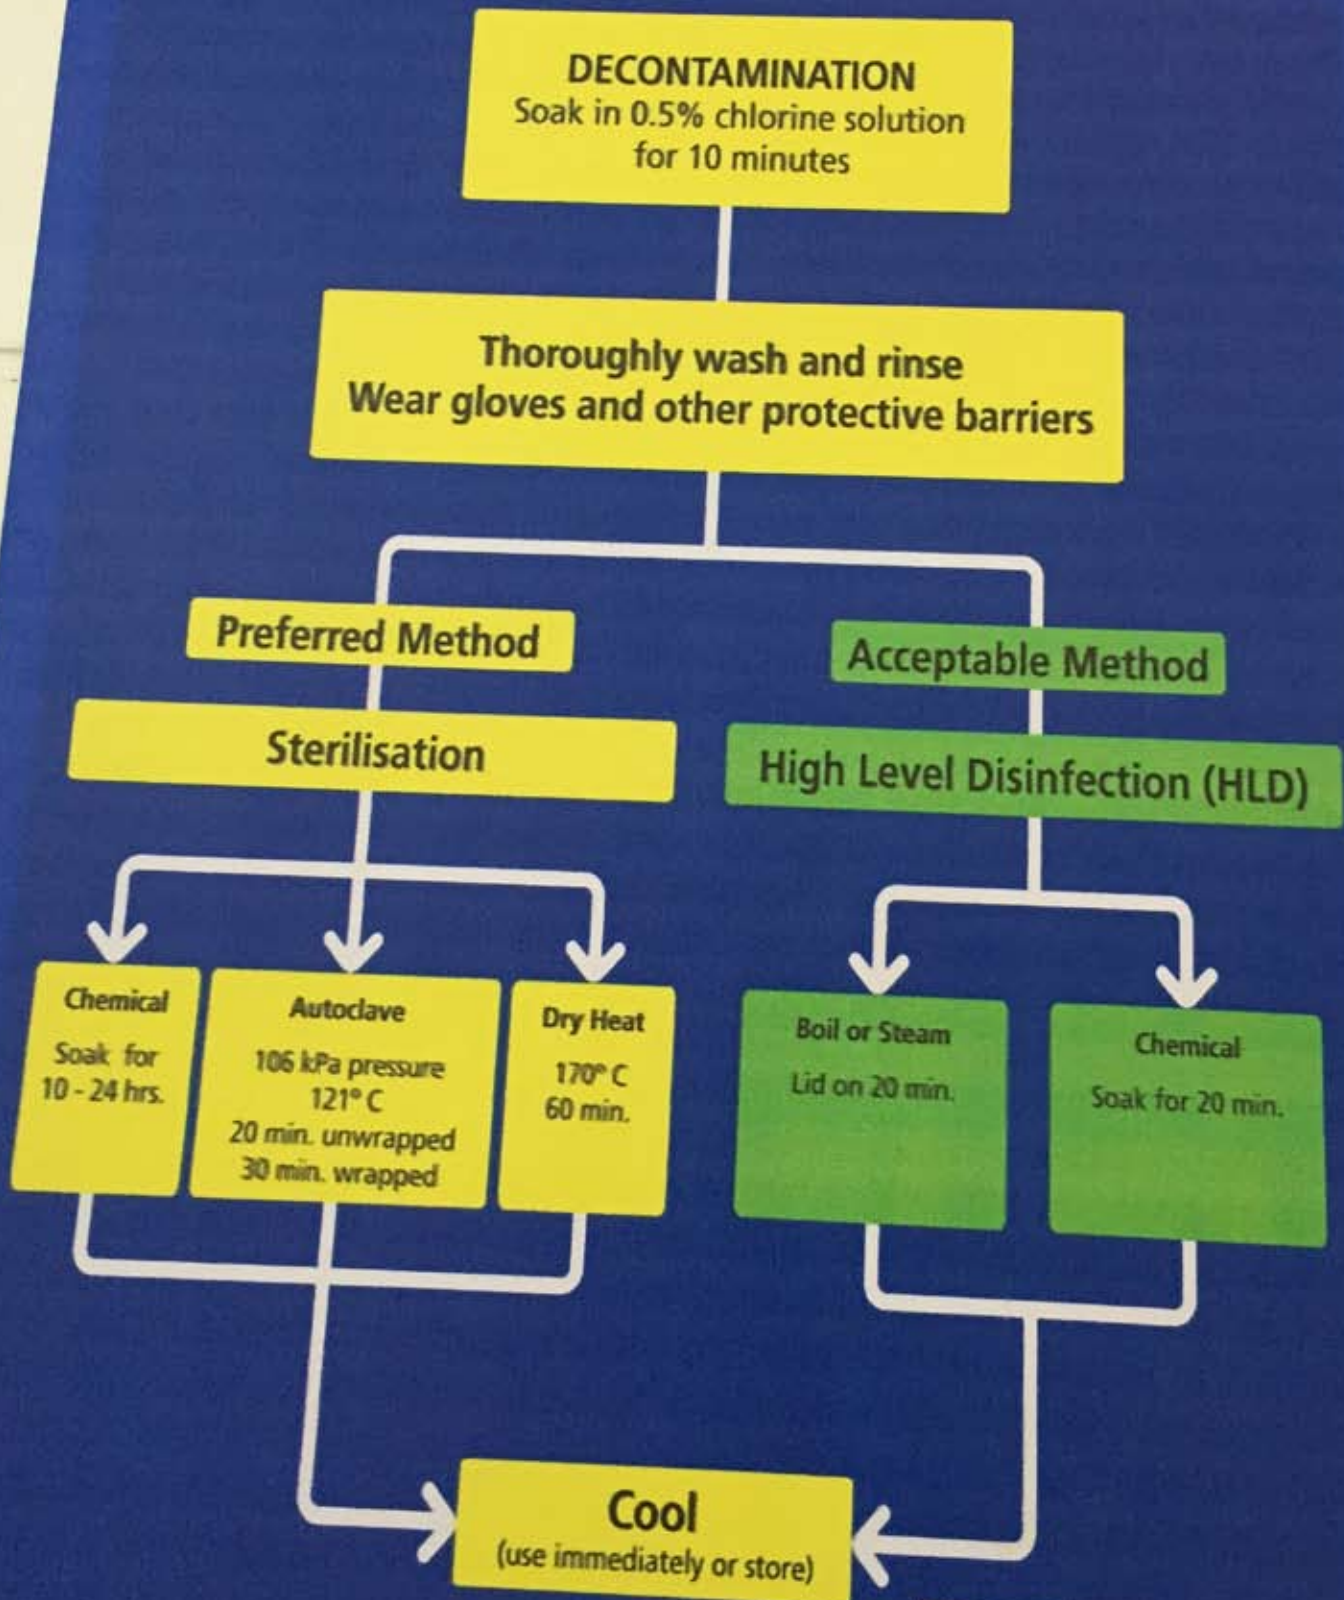 DECONTAMINATION
Soak in 0.5% chlorine solution
for 10 minutes
Thoroughly wash and rinse
Wear gloves and other protective barriers
Preferred Method
Acceptable Method
Sterilisation
High Level Disinfection (HLD)
Chemical
Soak for
10 - 24 hrs.
Autoclave
106 kPa pressure
121° C
20 min. unwrapped
30 min. wrapped
Dry Heat
170° C
60 min.
Boil or Steam
Lid on 20 min.
Chemical
Soak for 20 min.
Cool
(use immediately or store)